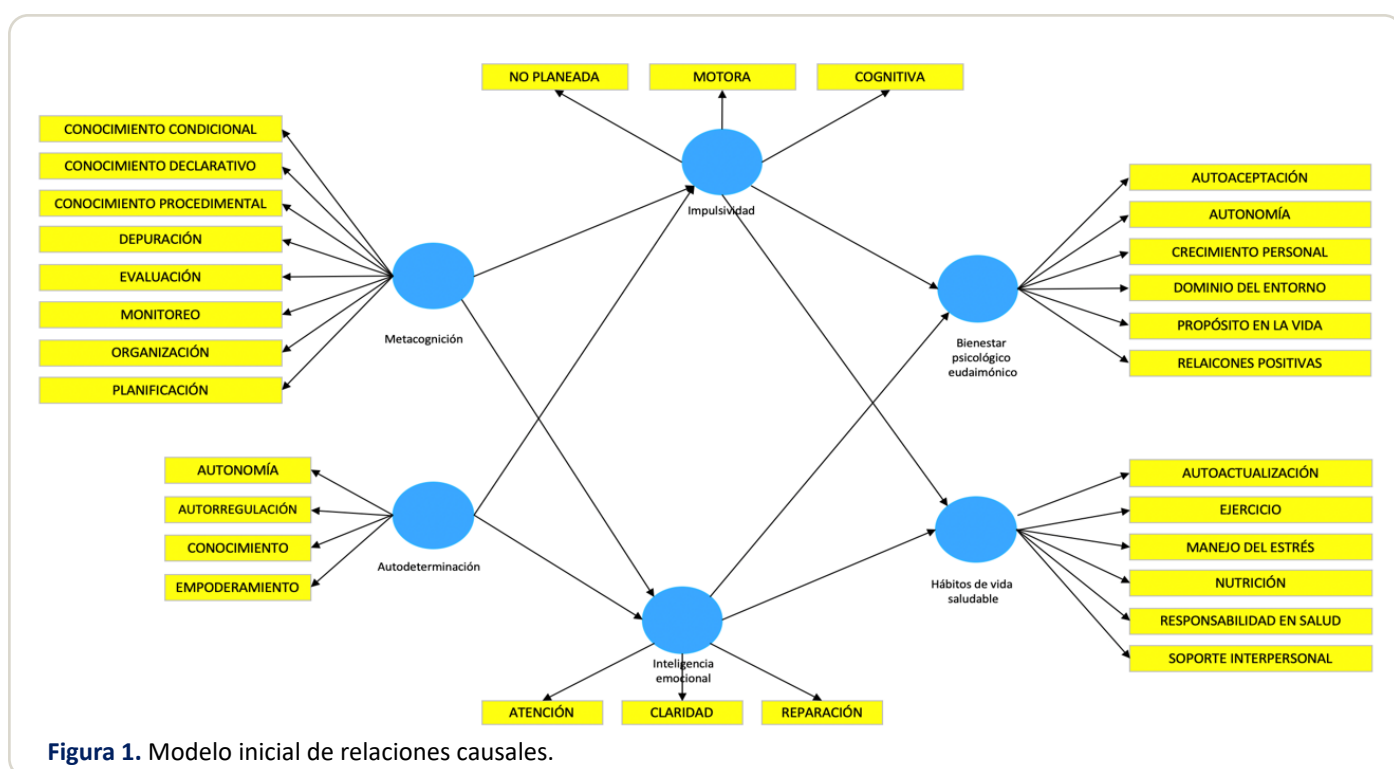 NO PLANEADA
MOTORA
COGNITIVA
CONOCIMIENTO CONDICIONAL
CONOCIMIENTO DECLARATIVO
CONOCIMIENTO PROCEDIMENTAL
DEPURACIÓN
EVALUACIÓN
MONITOREO
ORGANIZACIÓN
PLANIFICACIÓN
Metacognición
Impulsividad
AUTOACEPTACIÓN
AUTONOMÍA
CRECIMIENTO PERSONAL
DOMINIO DEL ENTORNO
PROPÓSITO EN LA VIDA
RELAICONES POSITIVAS
Bienestar
psicológico
eudaimónico
AUTONOMÍA
AUTORREGULACIÓN
CONOCIMIENTO
EMPODERAMIENTO
Autodeterminación
AUTOACTUALIZACIÓN
EJERCICIO
MANEJO DEL ESTRÉS
NUTRICIÓN
RESPONSABILIDAD EN SALUD
SOPORTE INTERPERSONAL
Hábitos de vida
saludable
Inteligencia
emocional
ATENCIÓN
CLARIDAD
REPARACIÓN
Figura 1. Modelo inicial de relaciones causales.